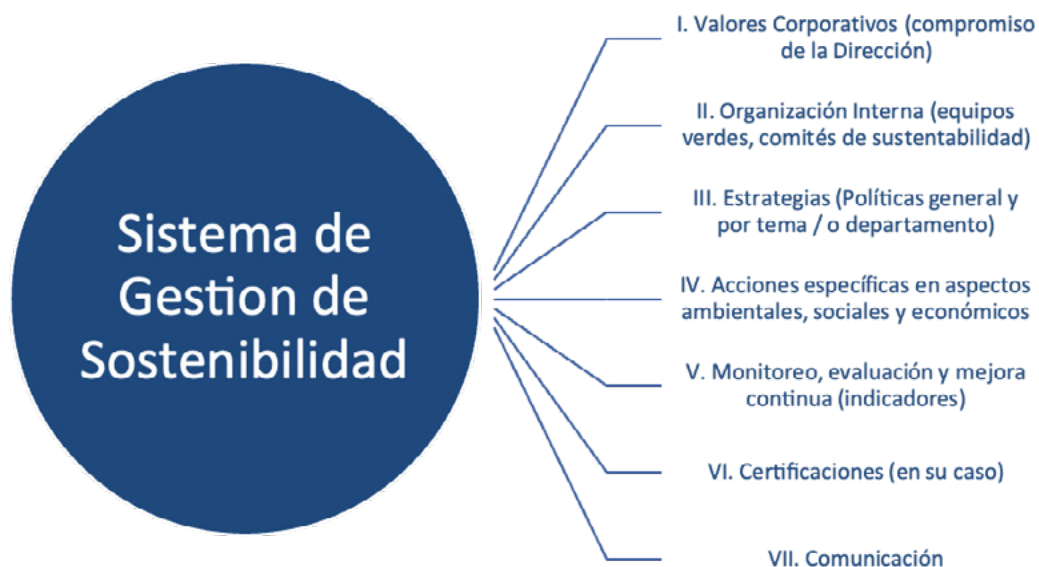 Sistema de
Gestion de
Sostenibilidad
I. Valores Corporativos (compromiso
de la Dirección)
II. Organización Interna (equipos
verdes, comités de sustentabilidad)
III. Estrategias (Políticas general y
por tema / o departamento)
IV. Acciones específicas en aspectos
ambientales, sociales y económicos
V. Monitoreo, evaluación y mejora
continua (indicadores)
VI. Certificaciones (en su caso)
VII. Comunicación